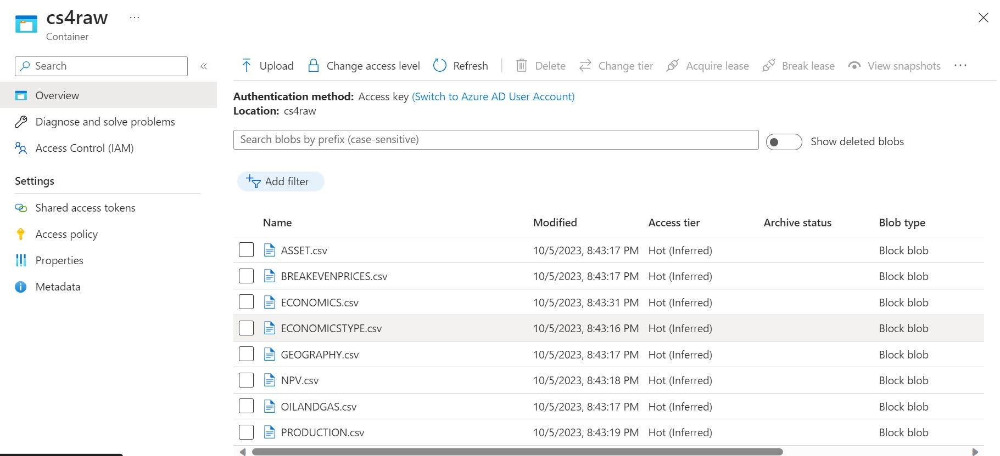 cs4raw ...
Container
Search «
Overview
Diagnose and solve problems
Access Control (IAM)
Settings
Shared access tokens
Access policy
Properties
Metadata
Upload Change access level Refresh Delete Change tier Acquire lease Break lease View snapshots ...
Authentication method: Access key (Switch to Azure AD User Account)
Location: cs4raw
Search blobs by prefix (case-sensitive)
Show deleted blobs
Add filter
Name Modified Access tier Archive status Blob type
ASSET.csv 10/5/2023, 8:43:17 PM Hot (Inferred) Block blob
BREAKEVENPRICES.csv 10/5/2023, 8:43:17 PM Hot (Inferred) Block blob
ECONOMICS.csv 10/5/2023, 8:43:31 PM Hot (Inferred) Block blob
ECONOMICSTYPE.csv 10/5/2023, 8:43:16 PM Hot (Inferred) Block blob
GEOGRAPHY.csv 10/5/2023, 8:43:17 PM Hot (Inferred) Block blob
NPV.csv 10/5/2023, 8:43:18 PM Hot (Inferred) Block blob
OILANDGAS.csv 10/5/2023, 8:43:17 PM Hot (Inferred) Block blob
PRODUCTION.csv 10/5/2023, 8:43:19 PM Hot (Inferred) Block blob